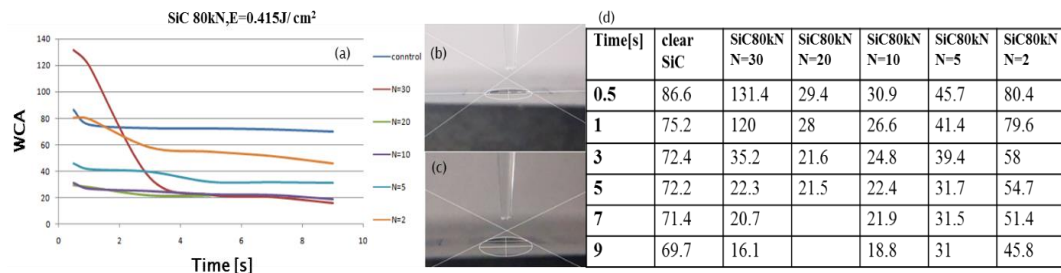 SiC 80kN,E=0.415J/ cm²
140
120
100
80
60
40
20
0
WCA
0 2 4 6 8 10
Time [s]
(a)
conntrol
N=30
N=20
N=10
N=5
N=2
(b)
(c)
(d)
Time[s] clear SiC SiC80kN N=30 SiC80kN N=20 SiC80kN N=10 SiC80kN N=5 SiC80kN N=2
0.5 86.6 131.4 29.4 30.9 45.7 80.4
1 75.2 120 28 26.6 41.4 79.6
3 72.4 35.2 21.6 24.8 39.4 58
5 72.2 22.3 21.5 22.4 31.7 54.7
7 71.4 20.7 21.9 31.5 51.4
9 69.7 16.1 18.8 31 45.8